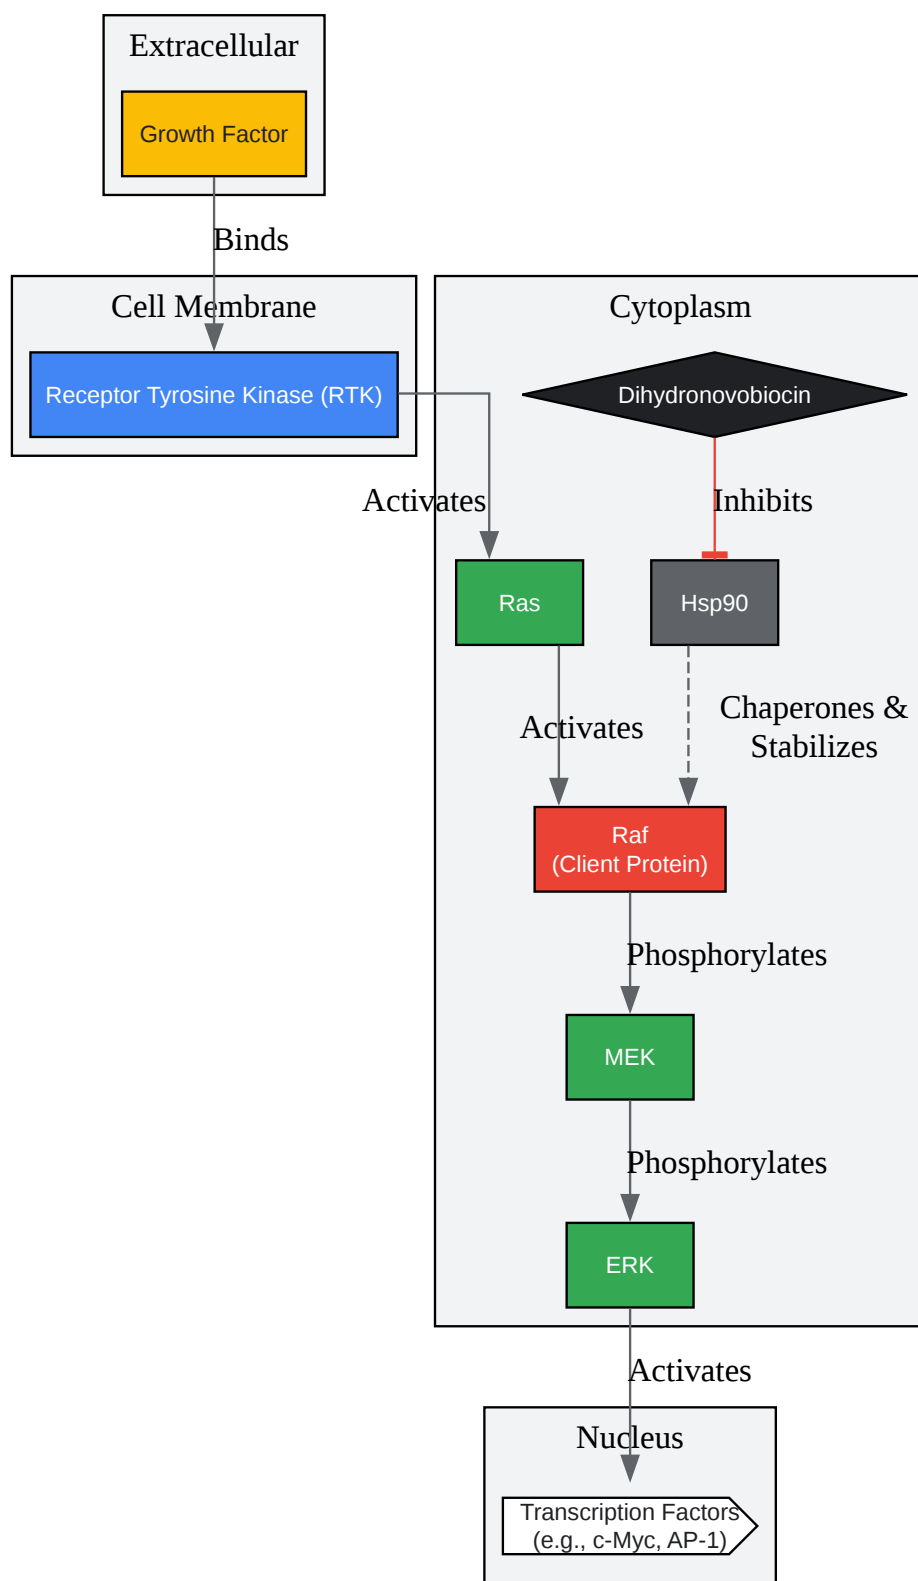 Extracellular
Growth Factor
Binds
Cell Membrane
Receptor Tyrosine Kinase (RTK)
Cytoplasm
Dihydronovobiocin
Activates
Inhibits
Ras
Hsp90
Activates
Chaperones &
Stabilizes
Raf
(Client Protein)
Phosphorylates
MEK
Phosphorylates
ERK
Activates
Nucleus
Transcription Factors
(e.g., c-Myc, AP-1)